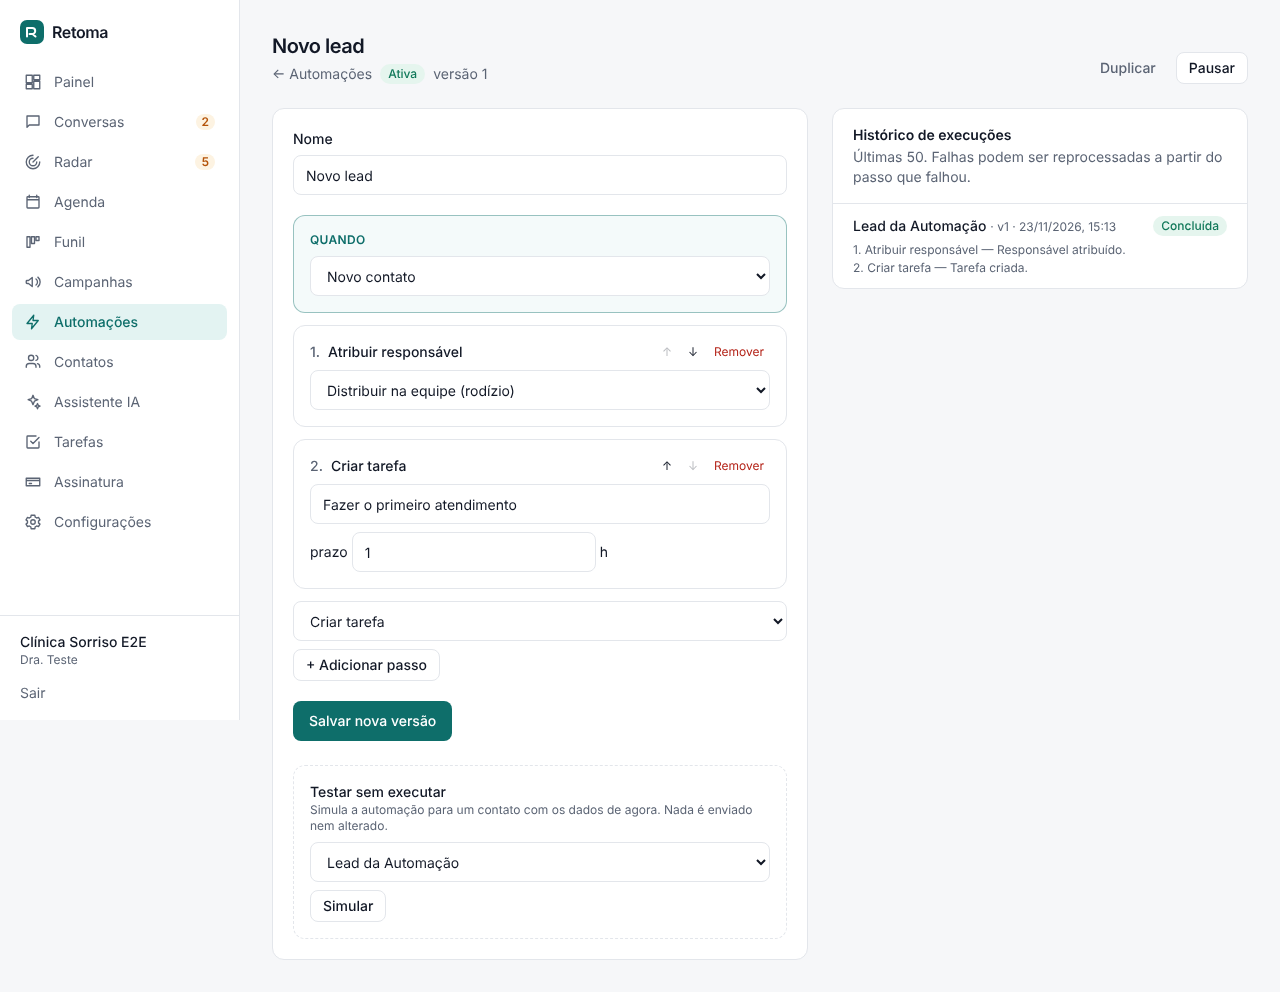 Retoma
Painel
Conversas 2
Radar 5
Agenda
Funil
Campanhas
Automações
Contatos
Assistente IA
Tarefas
Assinatura
Configurações
Clínica Sorriso E2E
Dra. Teste
Sair
Novo lead
← Automações Ativa versão 1
Duplicar Pausar
Nome
Novo lead
QUANDO
Novo contato
1. Atribuir responsável ↑ ↓ Remover
Distribuir na equipe (rodízio)
2. Criar tarefa ↑ ↓ Remover
Fazer o primeiro atendimento
prazo 1 h
Criar tarefa
+ Adicionar passo
Salvar nova versão
Testar sem executar
Simula a automação para um contato com os dados de agora. Nada é enviado
nem alterado.
Lead da Automação
Simular
Histórico de execuções
Últimas 50. Falhas podem ser reprocessadas a partir do
passo que falhou.
Lead da Automação · v1 · 23/11/2026, 15:13 Concluída
1. Atribuir responsável — Responsável atribuído.
2. Criar tarefa — Tarefa criada.